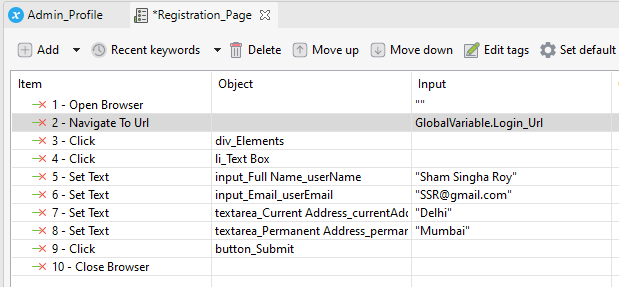 Admin_Profile *Registration_Page
Add Recent keywords Delete Move up Move down Edit tags Set default
Item Object Input
1 - Open Browser ""
2 - Navigate To Url GlobalVariable.Login_Url
3 - Click div_Elements
4 - Click li_Text Box
5 - Set Text input_Full Name_userName "Sham Singha Roy"
6 - Set Text input_Email_userEmail "SSR@gmail.com"
7 - Set Text textarea_Current Address_currentAdd "Delhi"
8 - Set Text textarea_Permanent Address_perman "Mumbai"
9 - Click button_Submit
10 - Close Browser